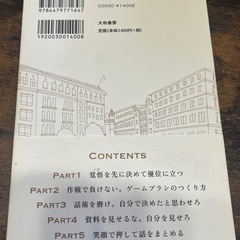 9784479771647
C0030 ¥1400E
大和書房
定価(本体1400円+税)
1920030014008
CONTENTS
PART1 覚悟を先に決めて優位に立つ
PART2 作戦で負けない。ゲームプランのつくり方
PART3 話術を磨け。自分で決めたと思わせろ
PART4 資料を見せるな。自分を見せろ
PART5 笑顔で押して話をまとめる